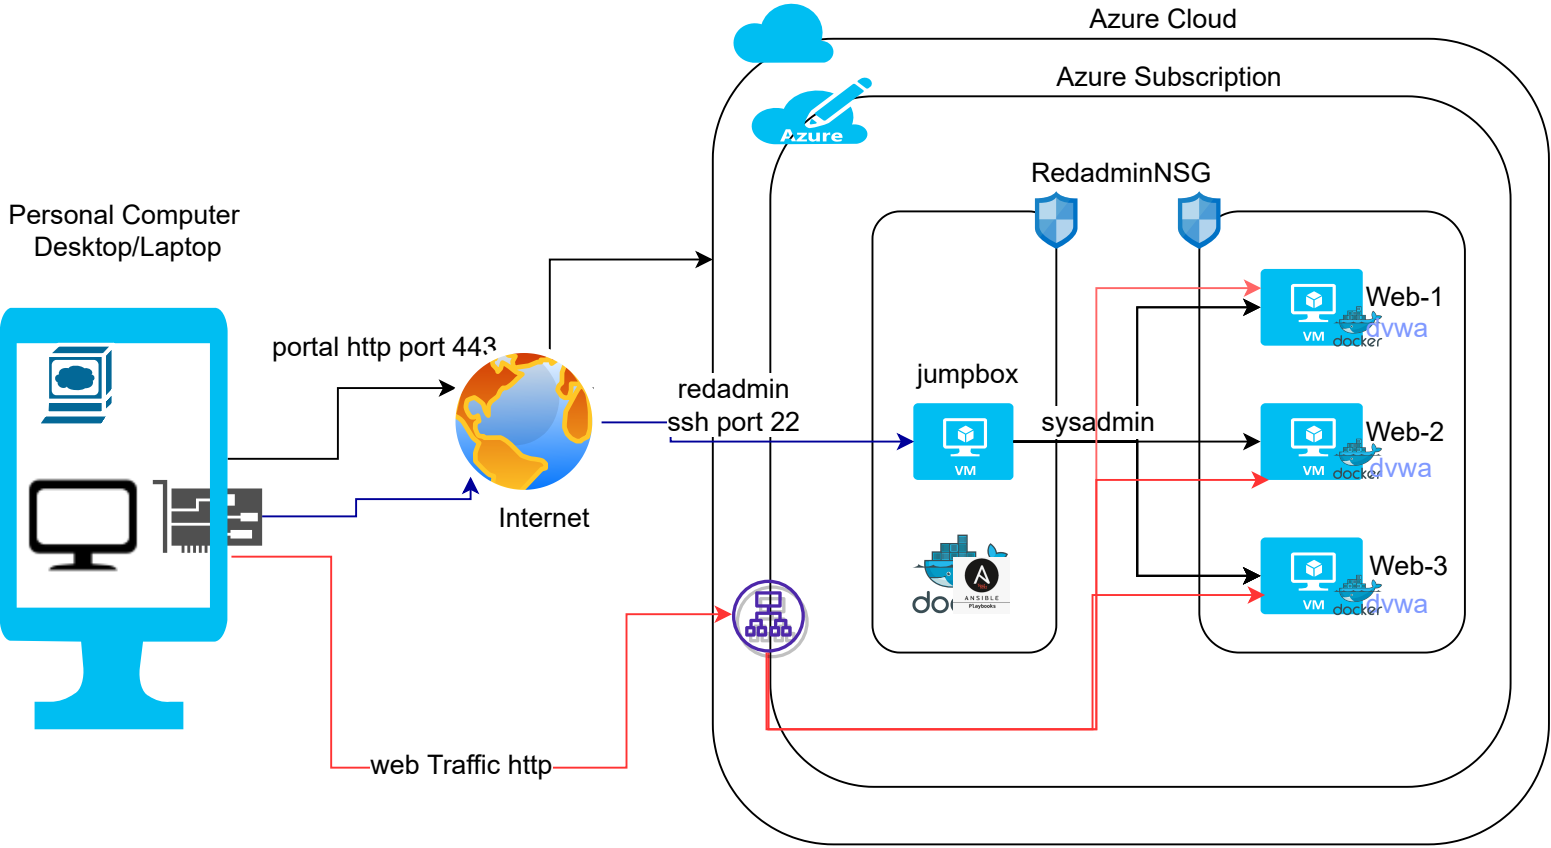 Azure Cloud
Azure Subscription
Azure
RedadminNSG
Personal Computer
Desktop/Laptop
portal http port 443
Internet
redadmin
ssh port 22
jumpbox
VM
sysadmin
Web-1
dvwa
VM
docker
Web-2
dvwa
VM
docker
Web-3
dvwa
VM
docker
doc
ANSIBLE
Playbooks
web Traffic http